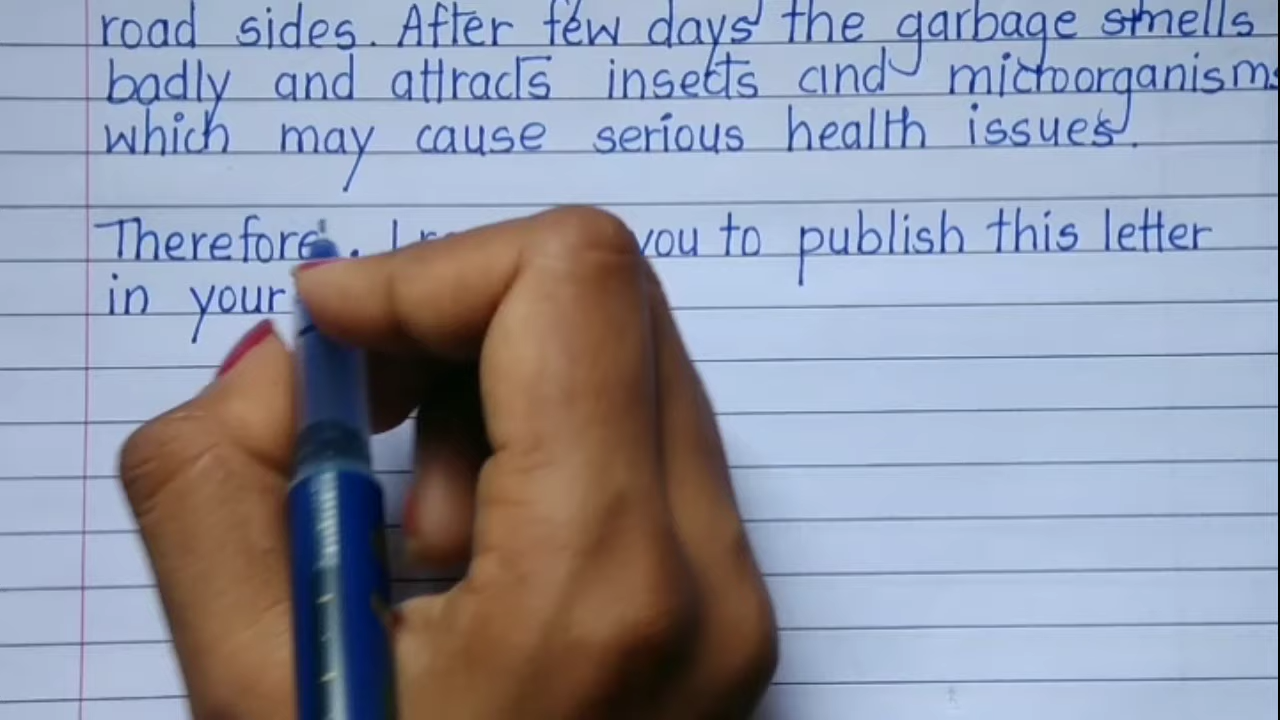 road sides. After few days the garbage smells
badly and attracts insects and microorganisms
which may cause serious health issues.
Therefore, I you to publish this letter
in your